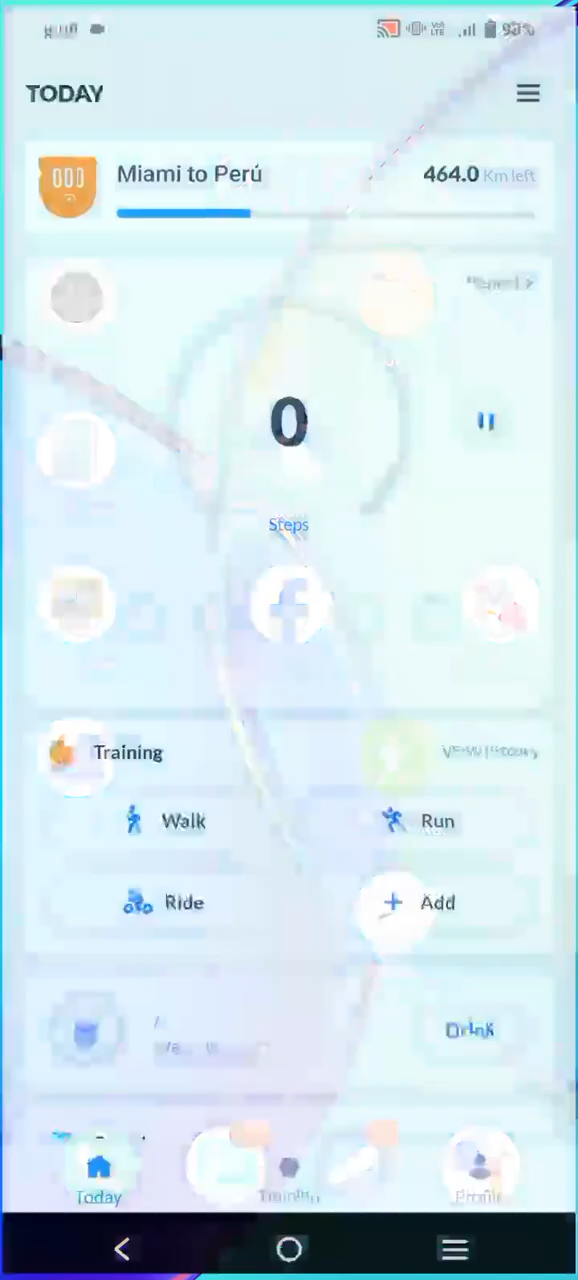 TODAY
Miami to Perú
464.0 Km left
0
Steps
Training
Walk
Run
Ride
Add
Drink
Today